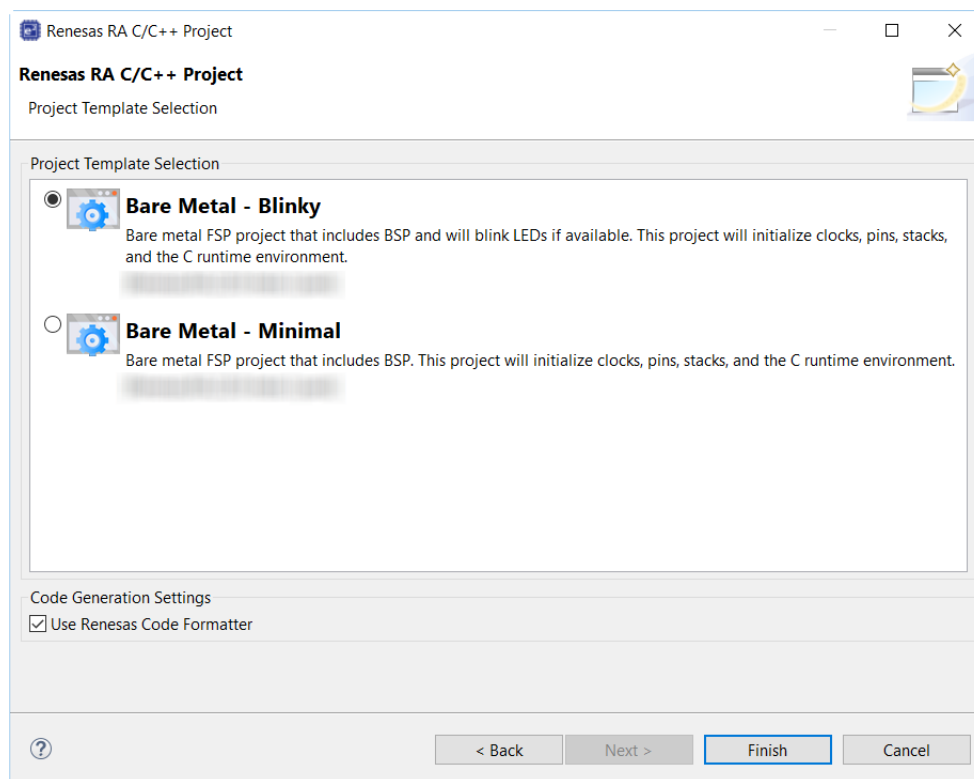 Renesas RA C/C++ Project
Renesas RA C/C++ Project
Project Template Selection
Project Template Selection
Bare Metal - Blinky
Bare metal FSP project that includes BSP and will blink LEDs if available. This project will initialize clocks, pins, stacks,
and the C runtime environment.
Bare Metal - Minimal
Bare metal FSP project that includes BSP. This project will initialize clocks, pins, stacks, and the C runtime environment.
Code Generation Settings
Use Renesas Code Formatter
? < Back Next > Finish Cancel